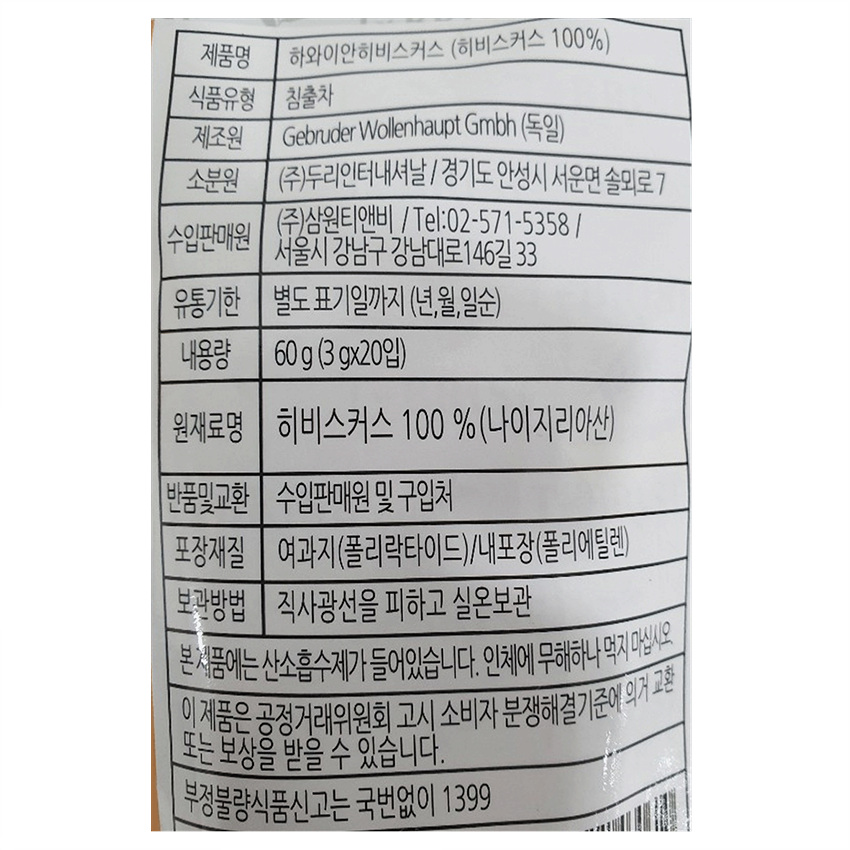 제품명 하와이안히비스커스 (히비스커스 100%)
식품유형 침출차
제조원 Gebruder Wollenhaupt Gmbh (독일)
소분원 (주)두리인터내셔날 / 경기도 안성시 서운면 솔뫼로 7
수입판매원 (주)삼원티앤비 / Tel:02-571-5358 /
서울시 강남구 강남대로146길 33
유통기한 별도 표기일까지 (년,월,일순)
내용량 60 g (3 gx20입)
원재료명 히비스커스 100 % (나이지리아산)
반품및교환 수입판매원 및 구입처
포장재질 여과지(폴리락타이드)/내포장(폴리에틸렌)
보관방법 직사광선을 피하고 실온보관
본 제품에는 산소흡수제가 들어있습니다. 인체에 무해하나 먹지 마십시오.
이 제품은 공정거래위원회 고시 소비자 분쟁해결기준에 의거 교환
또는 보상을 받을 수 있습니다.
부정불량식품신고는 국번없이 1399